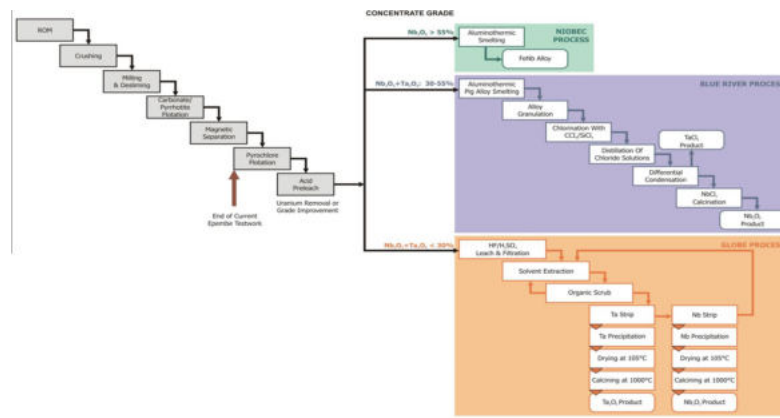 CONCENTRATE GRADE
ROM
Crushing
Milling
& Desliming
Carbonate/
Pyrrhotite
Flotation
Magnetic
Separation
Pyrochlore
Flotation
Acid
Preleach
Uranium Removal or
Grade Improvement
End of Current
Epembe Testwork
Nb₂O₅ > 55%
Aluminothermic
Smelting
FeNb Alloy
NIOBEC
PROCESS
Nb₂O₅+Ta₂O₅: 30-55%
Aluminothermic
Pig Alloy Smelting
BLUE RIVER PROCESS
Alloy
Granulation
Chlorination With
CCl₄/SiCl₄
Distillation Of
Chloride Solutions
TaCl₅
Product
Differential
Condensation
NbCl₅
Calcination
Nb₂O₅
Product
Nb₂O₅+Ta₂O₅ < 30%
HF/H₂SO₄
Leach & Filtration
GLOBE PROCESS
Solvent Extraction
Organic Scrub
Ta Strip
Nb Strip
Ta Precipitation
Nb Precipitation
Drying at 105°C
Drying at 105°C
Calcining at 1000°C
Calcining at 1000°C
Ta₂O₅ Product
Nb₂O₅ Product